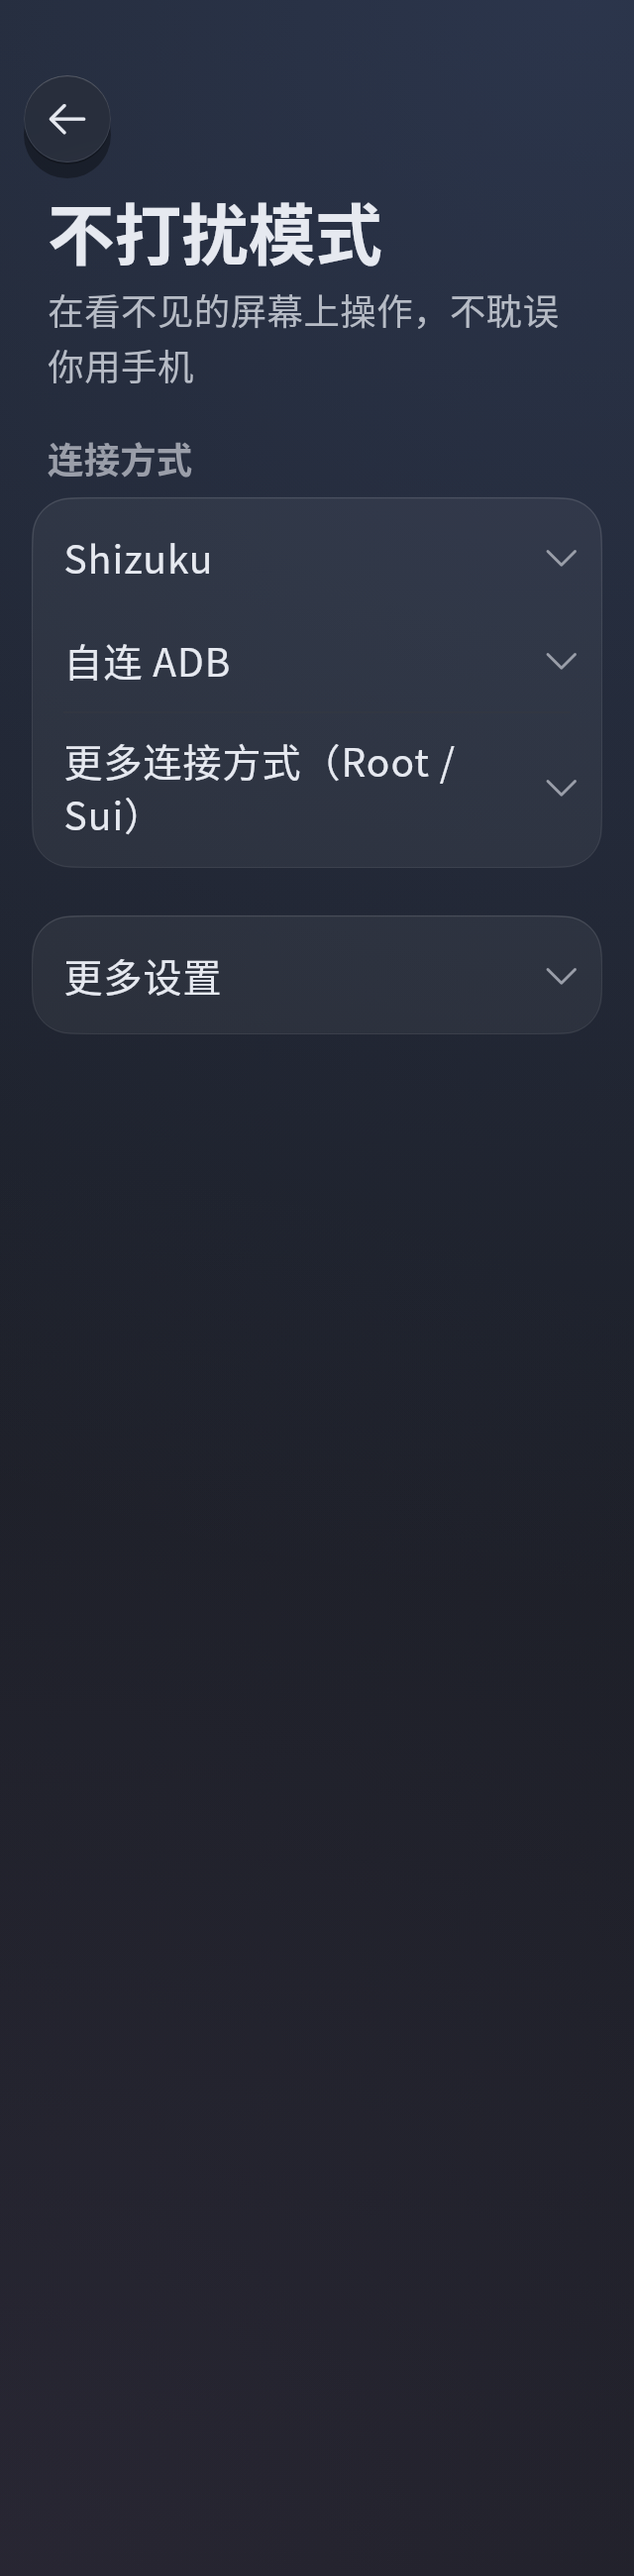 不打扰模式
在看不见的屏幕上操作，不耽误
你用手机
连接方式
Shizuku
自连 ADB
更多连接方式（Root /
Sui）
更多设置